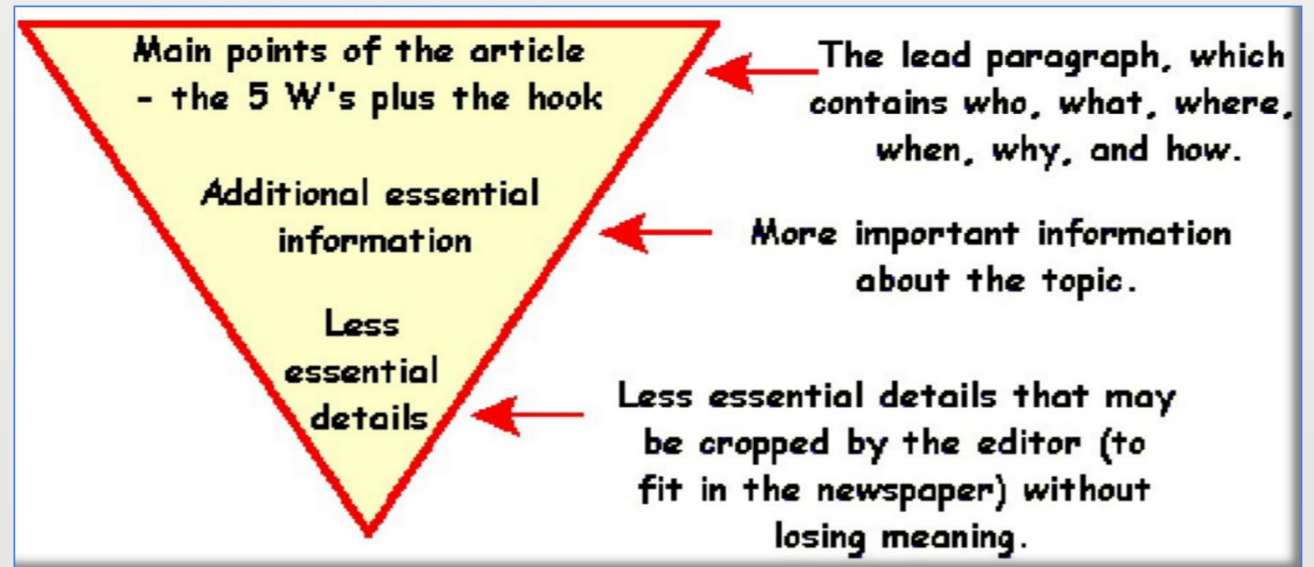 Main points of the article
- the 5 W's plus the hook
The lead paragraph, which
contains who, what, where,
when, why, and how.
Additional essential
information
More important information
about the topic.
Less
essential
details
Less essential details that may
be cropped by the editor (to
fit in the newspaper) without
losing meaning.